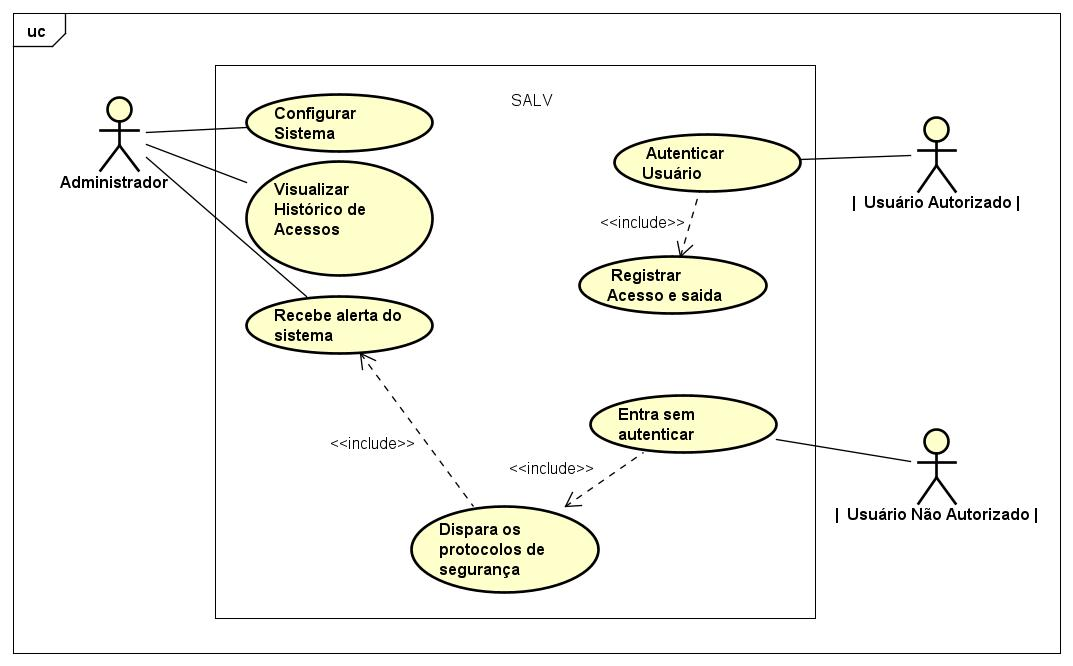 uc
SALV
Configurar
Sistema
Administrador
Visualizar
Histórico de
Acessos
Recebe alerta do
sistema
Autenticar
Usuário
| Usuário Autorizado |
<<include>>
Registrar
Acesso e saida
Entra sem
autenticar
<<include>>
<<include>>
| Usuário Não Autorizado |
Dispara os
protocolos de
segurança